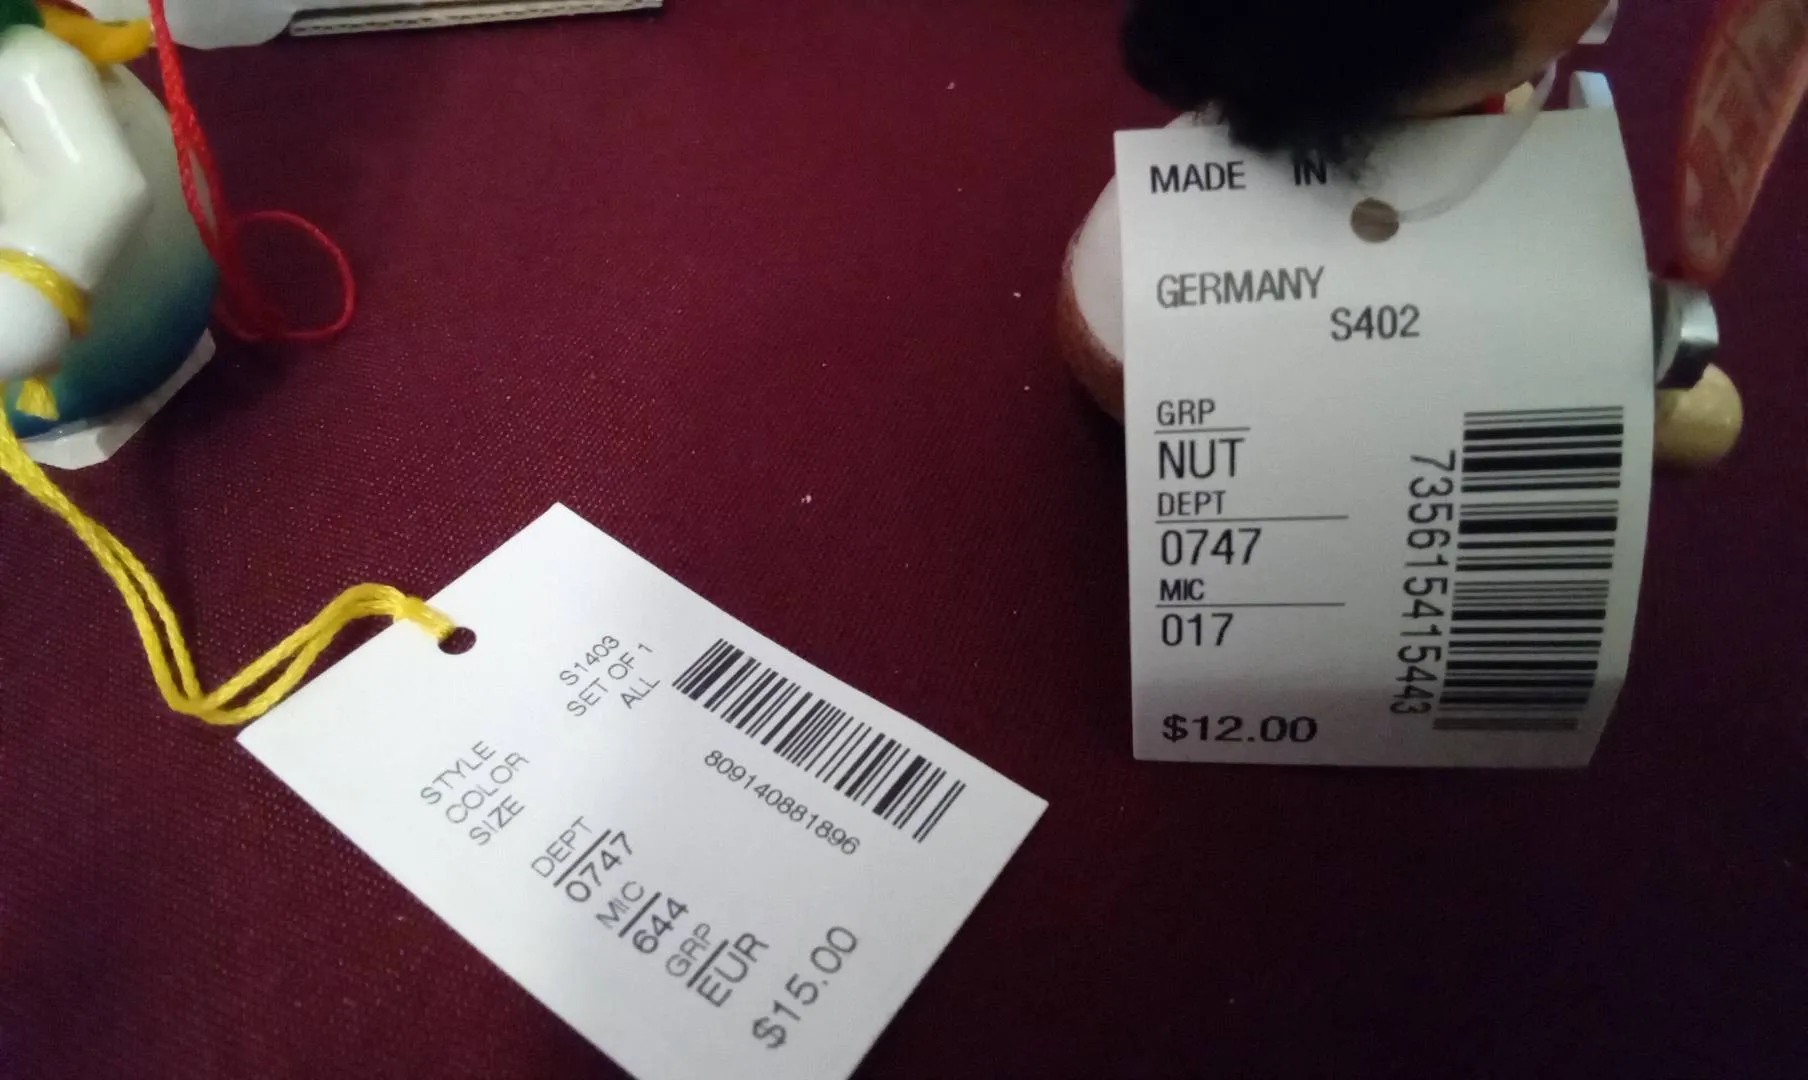 MADE IN
GERMANY
S402
GRP
NUT
DEPT
0747
MIC
017
$12.00
735615415443
S1403
SET OF 1
ALL
STYLE
COLOR
SIZE
809140881896
DEPT
0747
MIC
644
GRP
EUR
$15.00